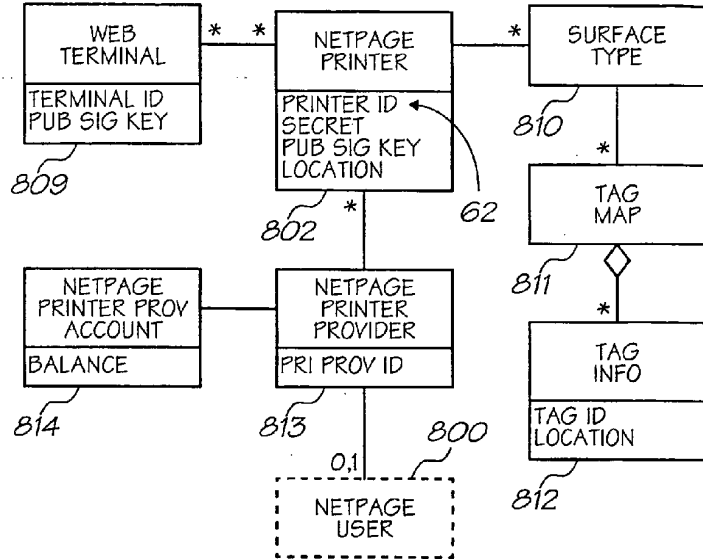 WEB
TERMINAL
TERMINAL ID
PUB SIG KEY
809
*
*
NETPAGE
PRINTER
PRINTER ID
SECRET
PUB SIG KEY
LOCATION
802
62
*
*
SURFACE
TYPE
810
*
TAG
MAP
811
*
TAG
INFO
TAG ID
LOCATION
812
NETPAGE
PRINTER PROV
ACCOUNT
BALANCE
814
NETPAGE
PRINTER
PROVIDER
PRI PROV ID
813
800
0,1
NETPAGE
USER